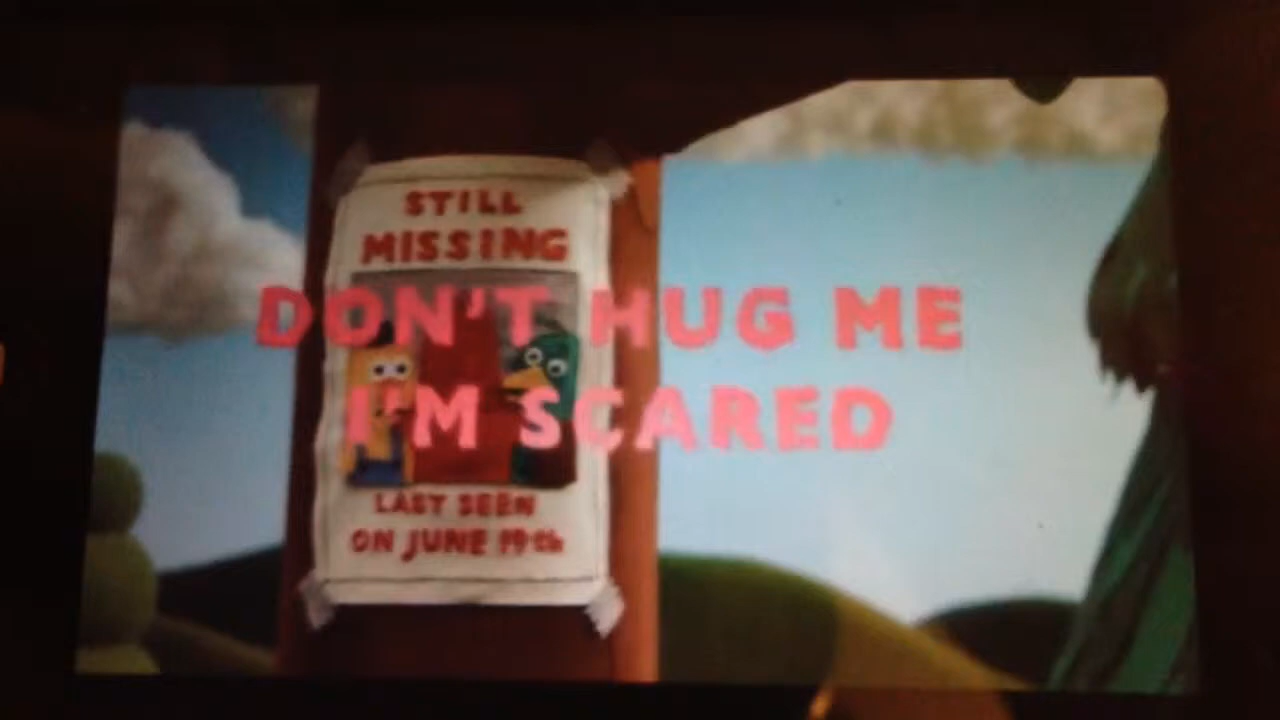 STILL
MISSING
DON'T HUG ME
I'M SCARED
LAST SEEN
ON JUNE 19th